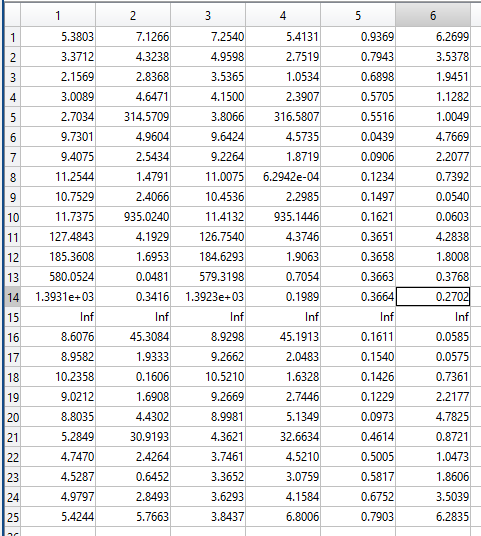 1 2 3 4 5 6
1 5.3803 7.1266 7.2540 5.4131 0.9369 6.2699
2 3.3712 4.3238 4.9598 2.7519 0.7943 3.5378
3 2.1569 2.8368 3.5365 1.0534 0.6898 1.9451
4 3.0089 4.6471 4.1500 2.3907 0.5705 1.1282
5 2.7034 314.5709 3.8066 316.5807 0.5516 1.0049
6 9.7301 4.9604 9.6424 4.5735 0.0439 4.7669
7 9.4075 2.5434 9.2264 1.8719 0.0906 2.2077
8 11.2544 1.4791 11.0075 6.2942e-04 0.1234 0.7392
9 10.7529 2.4066 10.4536 2.2985 0.1497 0.0540
10 11.7375 935.0240 11.4132 935.1446 0.1621 0.0603
11 127.4843 4.1929 126.7540 4.3746 0.3651 4.2838
12 185.3608 1.6953 184.6293 1.9063 0.3658 1.8008
13 580.0524 0.0481 579.3198 0.7054 0.3663 0.3768
14 1.3931e+03 0.3416 1.3923e+03 0.1989 0.3664 0.2702
15 Inf Inf Inf Inf Inf Inf
16 8.6076 45.3084 8.9298 45.1913 0.1611 0.0585
17 8.9582 1.9333 9.2662 2.0483 0.1540 0.0575
18 10.2358 0.1606 10.5210 1.6328 0.1426 0.7361
19 9.0212 1.6908 9.2669 2.7446 0.1229 2.2177
20 8.8035 4.4302 8.9981 5.1349 0.0973 4.7825
21 5.2849 30.9193 4.3621 32.6634 0.4614 0.8721
22 4.7470 2.4264 3.7461 4.5210 0.5005 1.0473
23 4.5287 0.6452 3.3652 3.0759 0.5817 1.8606
24 4.9797 2.8493 3.6293 4.1584 0.6752 3.5039
25 5.4244 5.7663 3.8437 6.8006 0.7903 6.2835